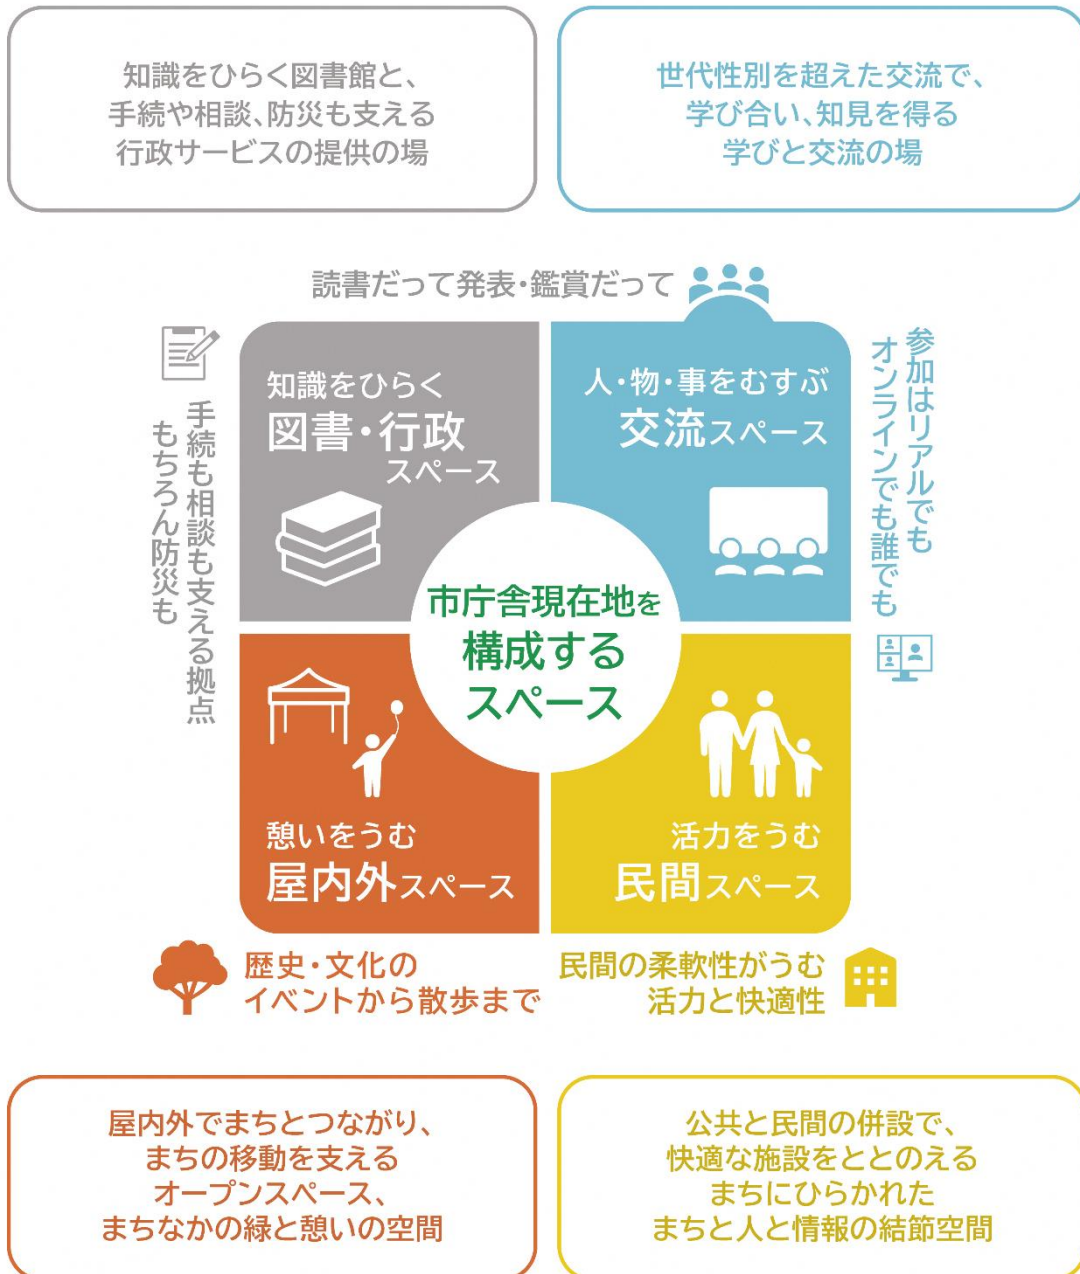 知識をひらく図書館と、
手続や相談、防災も支える
行政サービスの提供の場
世代性別を超えた交流で、
学び合い、知見を得る
学びと交流の場
読書だって発表・鑑賞だって
手続も相談も支える拠点
もちろん防災も
知識をひらく
図書・行政
スペース
人・物・事をむすぶ
交流スペース
参加はリアルでも
オンラインでも誰でも
市庁舎現在地を
構成する
スペース
憩いをうむ
屋内外スペース
活力をうむ
民間スペース
歴史・文化の
イベントから散歩まで
民間の柔軟性がうむ
活力と快適性
屋内外でまちとつながり、
まちの移動を支える
オープンスペース、
まちなかの緑と憩いの空間
公共と民間の併設で、
快適な施設をととのえる
まちにひらかれた
まちと人と情報の結節空間